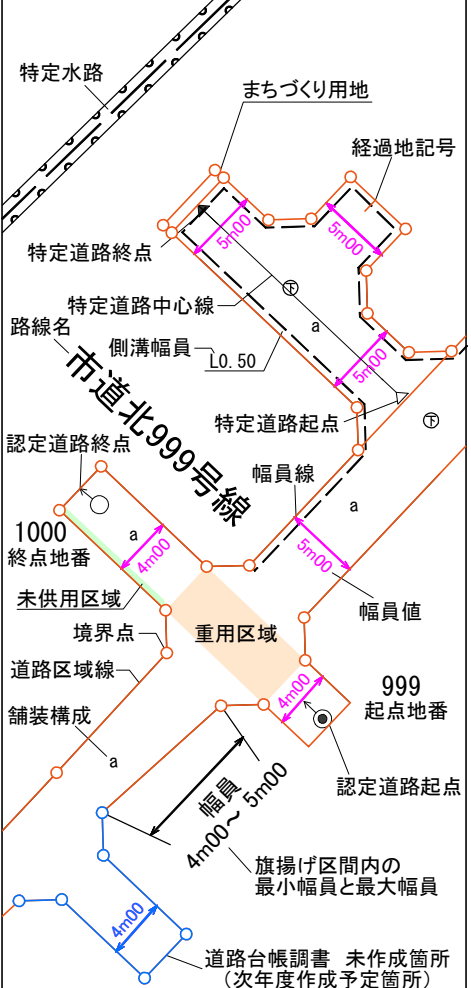 特定水路
まちづくり用地
経過地記号
5m00
5m00
特定道路終点
下
特定道路中心線
a
路線名
側溝幅員
L0.50
5m00
市道北999号線
特定道路起点
下
認定道路終点
幅員線
a
a
1000
終点地番
4m00
5m00
未供用区域
幅員値
境界点
重用区域
道路区域線
4m00
999
起点地番
舗装構成
a
認定道路起点
幅員
4m00~ 5m00
旗揚げ区間内の
最小幅員と最大幅員
4m00
道路台帳調書 未作成箇所
(次年度作成予定箇所)